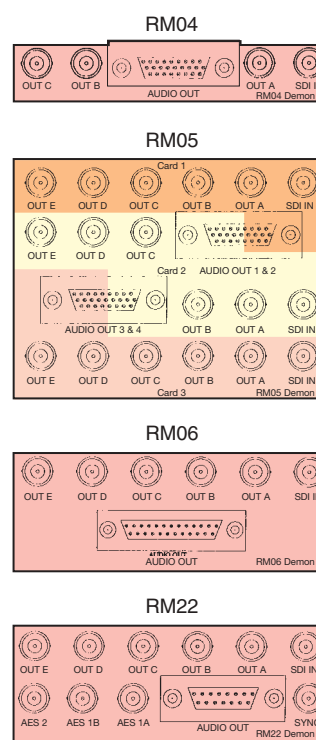 RM04
OUT C OUT B AUDIO OUT OUT A SDI I
RM04 Demon
RM05
Card 1
OUT E OUT D OUT C OUT B OUT A SDI IN
OUT E OUT D OUT C
Card 2 AUDIO OUT 1 & 2
AUDIO OUT 3 & 4 OUT B OUT A SDI IN
OUT E OUT D OUT C OUT B OUT A SDI IN
Card 3 RM05 Demon
RM06
OUT E OUT D OUT C OUT B OUT A SDI I
AUDIO OUT
AUDIO OUT RM06 Demon
RM22
OUT E OUT D OUT C OUT B OUT A SDI IN
AES 2 AES 1B AES 1A AUDIO OUT SYNC
RM22 Demon